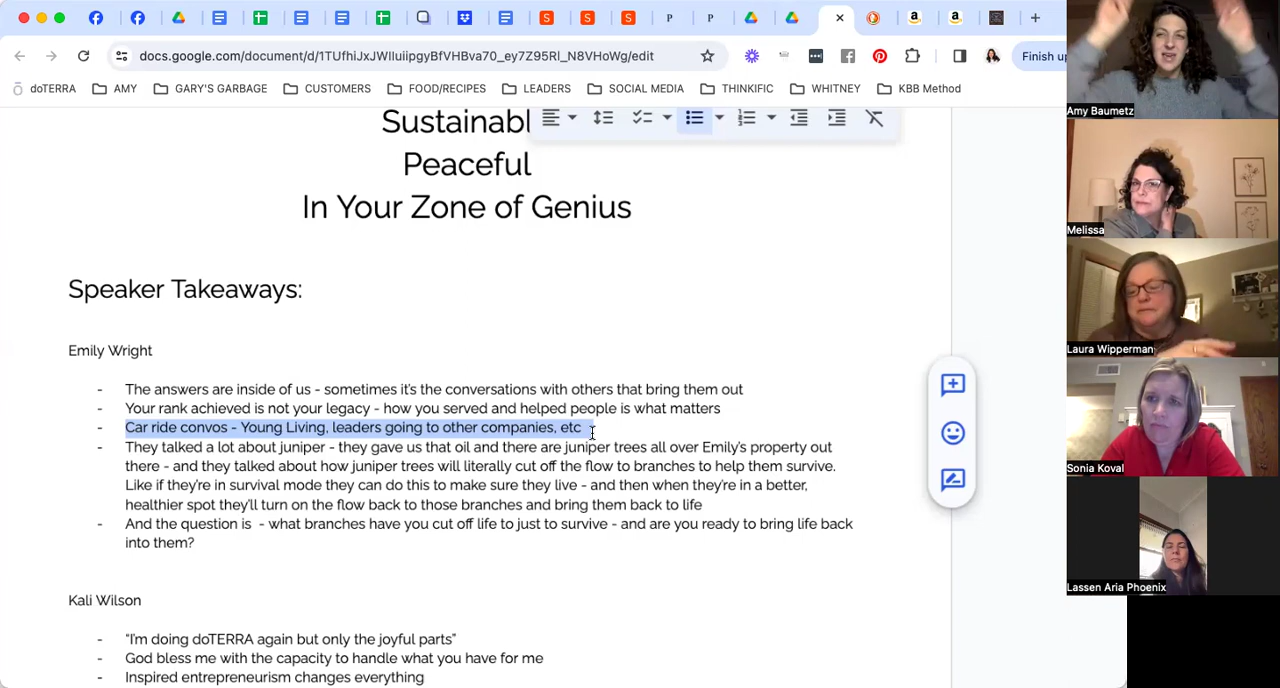 docs.google.com/document/d/1TUfhiJxJWIluiipgyBfVHBva70_ey7Z95Rl_N8VHoWg/edit
Finish up
doTERRA
AMY
GARY'S GARBAGE
CUSTOMERS
FOOD/RECIPES
LEADERS
SOCIAL MEDIA
THINKIFIC
WHITNEY
KBB Method
Peaceful
In Your Zone of Genius
Speaker Takeaways:
Emily Wright
- The answers are inside of us - sometimes it's the conversations with others that bring them out
- Your rank achieved is not your legacy - how you served and helped people is what matters
- Car ride convos - Young Living, leaders going to other companies, etc
- They talked a lot about juniper - they gave us that oil and there are juniper trees all over Emily's property out
there - and they talked about how juniper trees will literally cut off the flow to branches to help them survive.
Like if they're in survival mode they can do this to make sure they live - and then when they're in a better,
healthier spot they'll turn on the flow back to those branches and bring them back to life
- And the question is - what branches have you cut off life to just to survive - and are you ready to bring life back
into them?
Kali Wilson
- "I'm doing doTERRA again but only the joyful parts"
- God bless me with the capacity to handle what you have for me
- Inspired entrepreneurism changes everything
Amy Baumetz
Melissa
Laura Wipperman
Sonia Koval
Lassen Aria Phoenix